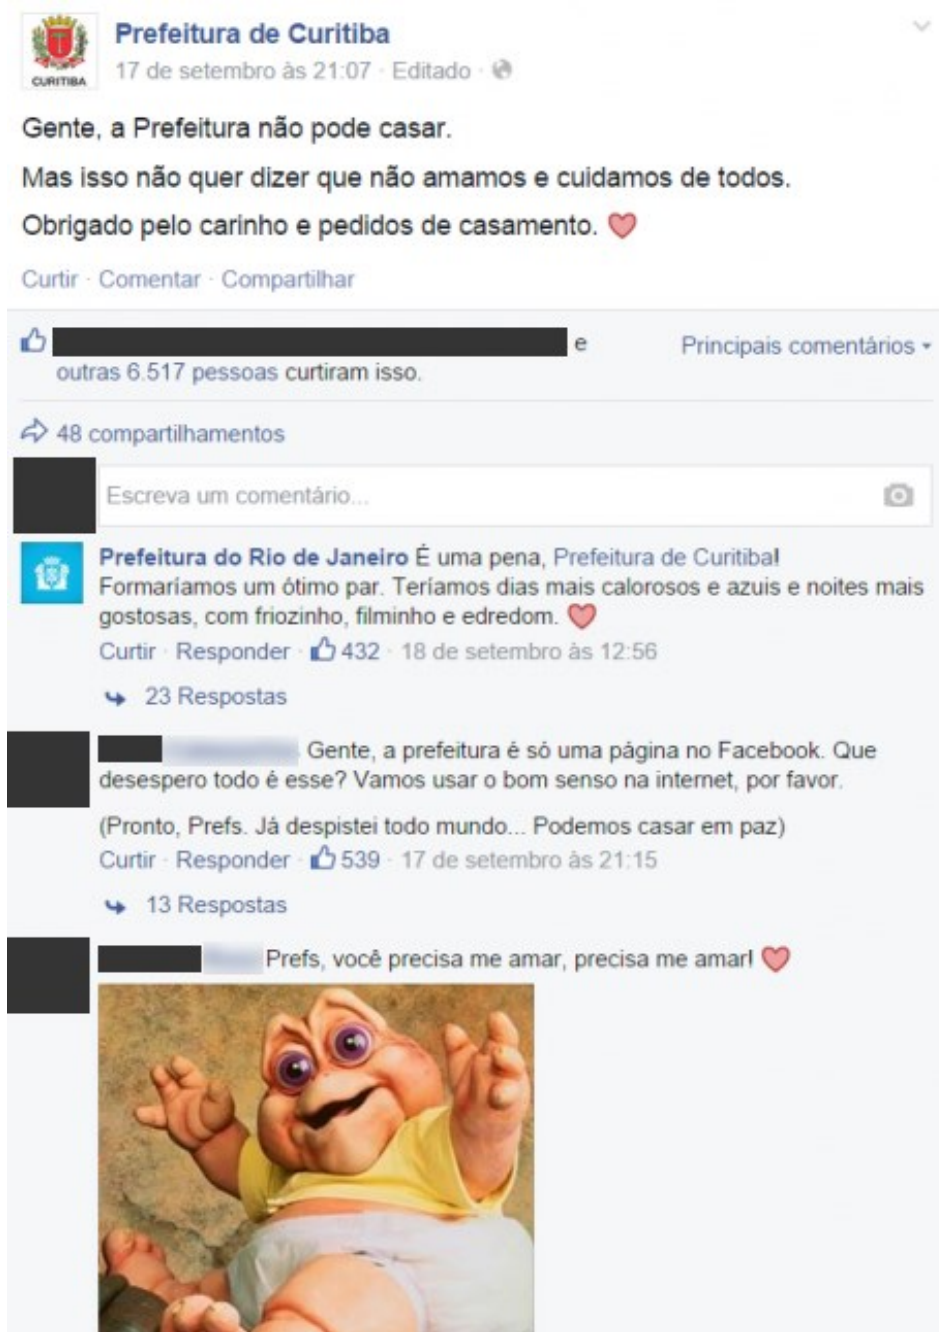 CURITIBA
Prefeitura de Curitiba
17 de setembro às 21:07 · Editado ·
Gente, a Prefeitura não pode casar.
Mas isso não quer dizer que não amamos e cuidamos de todos.
Obrigado pelo carinho e pedidos de casamento. ❤
Curtir · Comentar · Compartilhar
e
Principais comentários
outras 6.517 pessoas curtiram isso.
48 compartilhamentos
Escreva um comentário...
Prefeitura do Rio de Janeiro É uma pena, Prefeitura de Curitiba!
Formaríamos um ótimo par. Teríamos dias mais calorosos e azuis e noites mais
gostosas, com friozinho, filminho e edredom. ❤
Curtir · Responder · 432 · 18 de setembro às 12:56
23 Respostas
Gente, a prefeitura é só uma página no Facebook. Que
desespero todo é esse? Vamos usar o bom senso na internet, por favor.
(Pronto, Prefs. Já despistei todo mundo... Podemos casar em paz)
Curtir · Responder · 539 · 17 de setembro às 21:15
13 Respostas
Prefs, você precisa me amar, precisa me amar! ❤